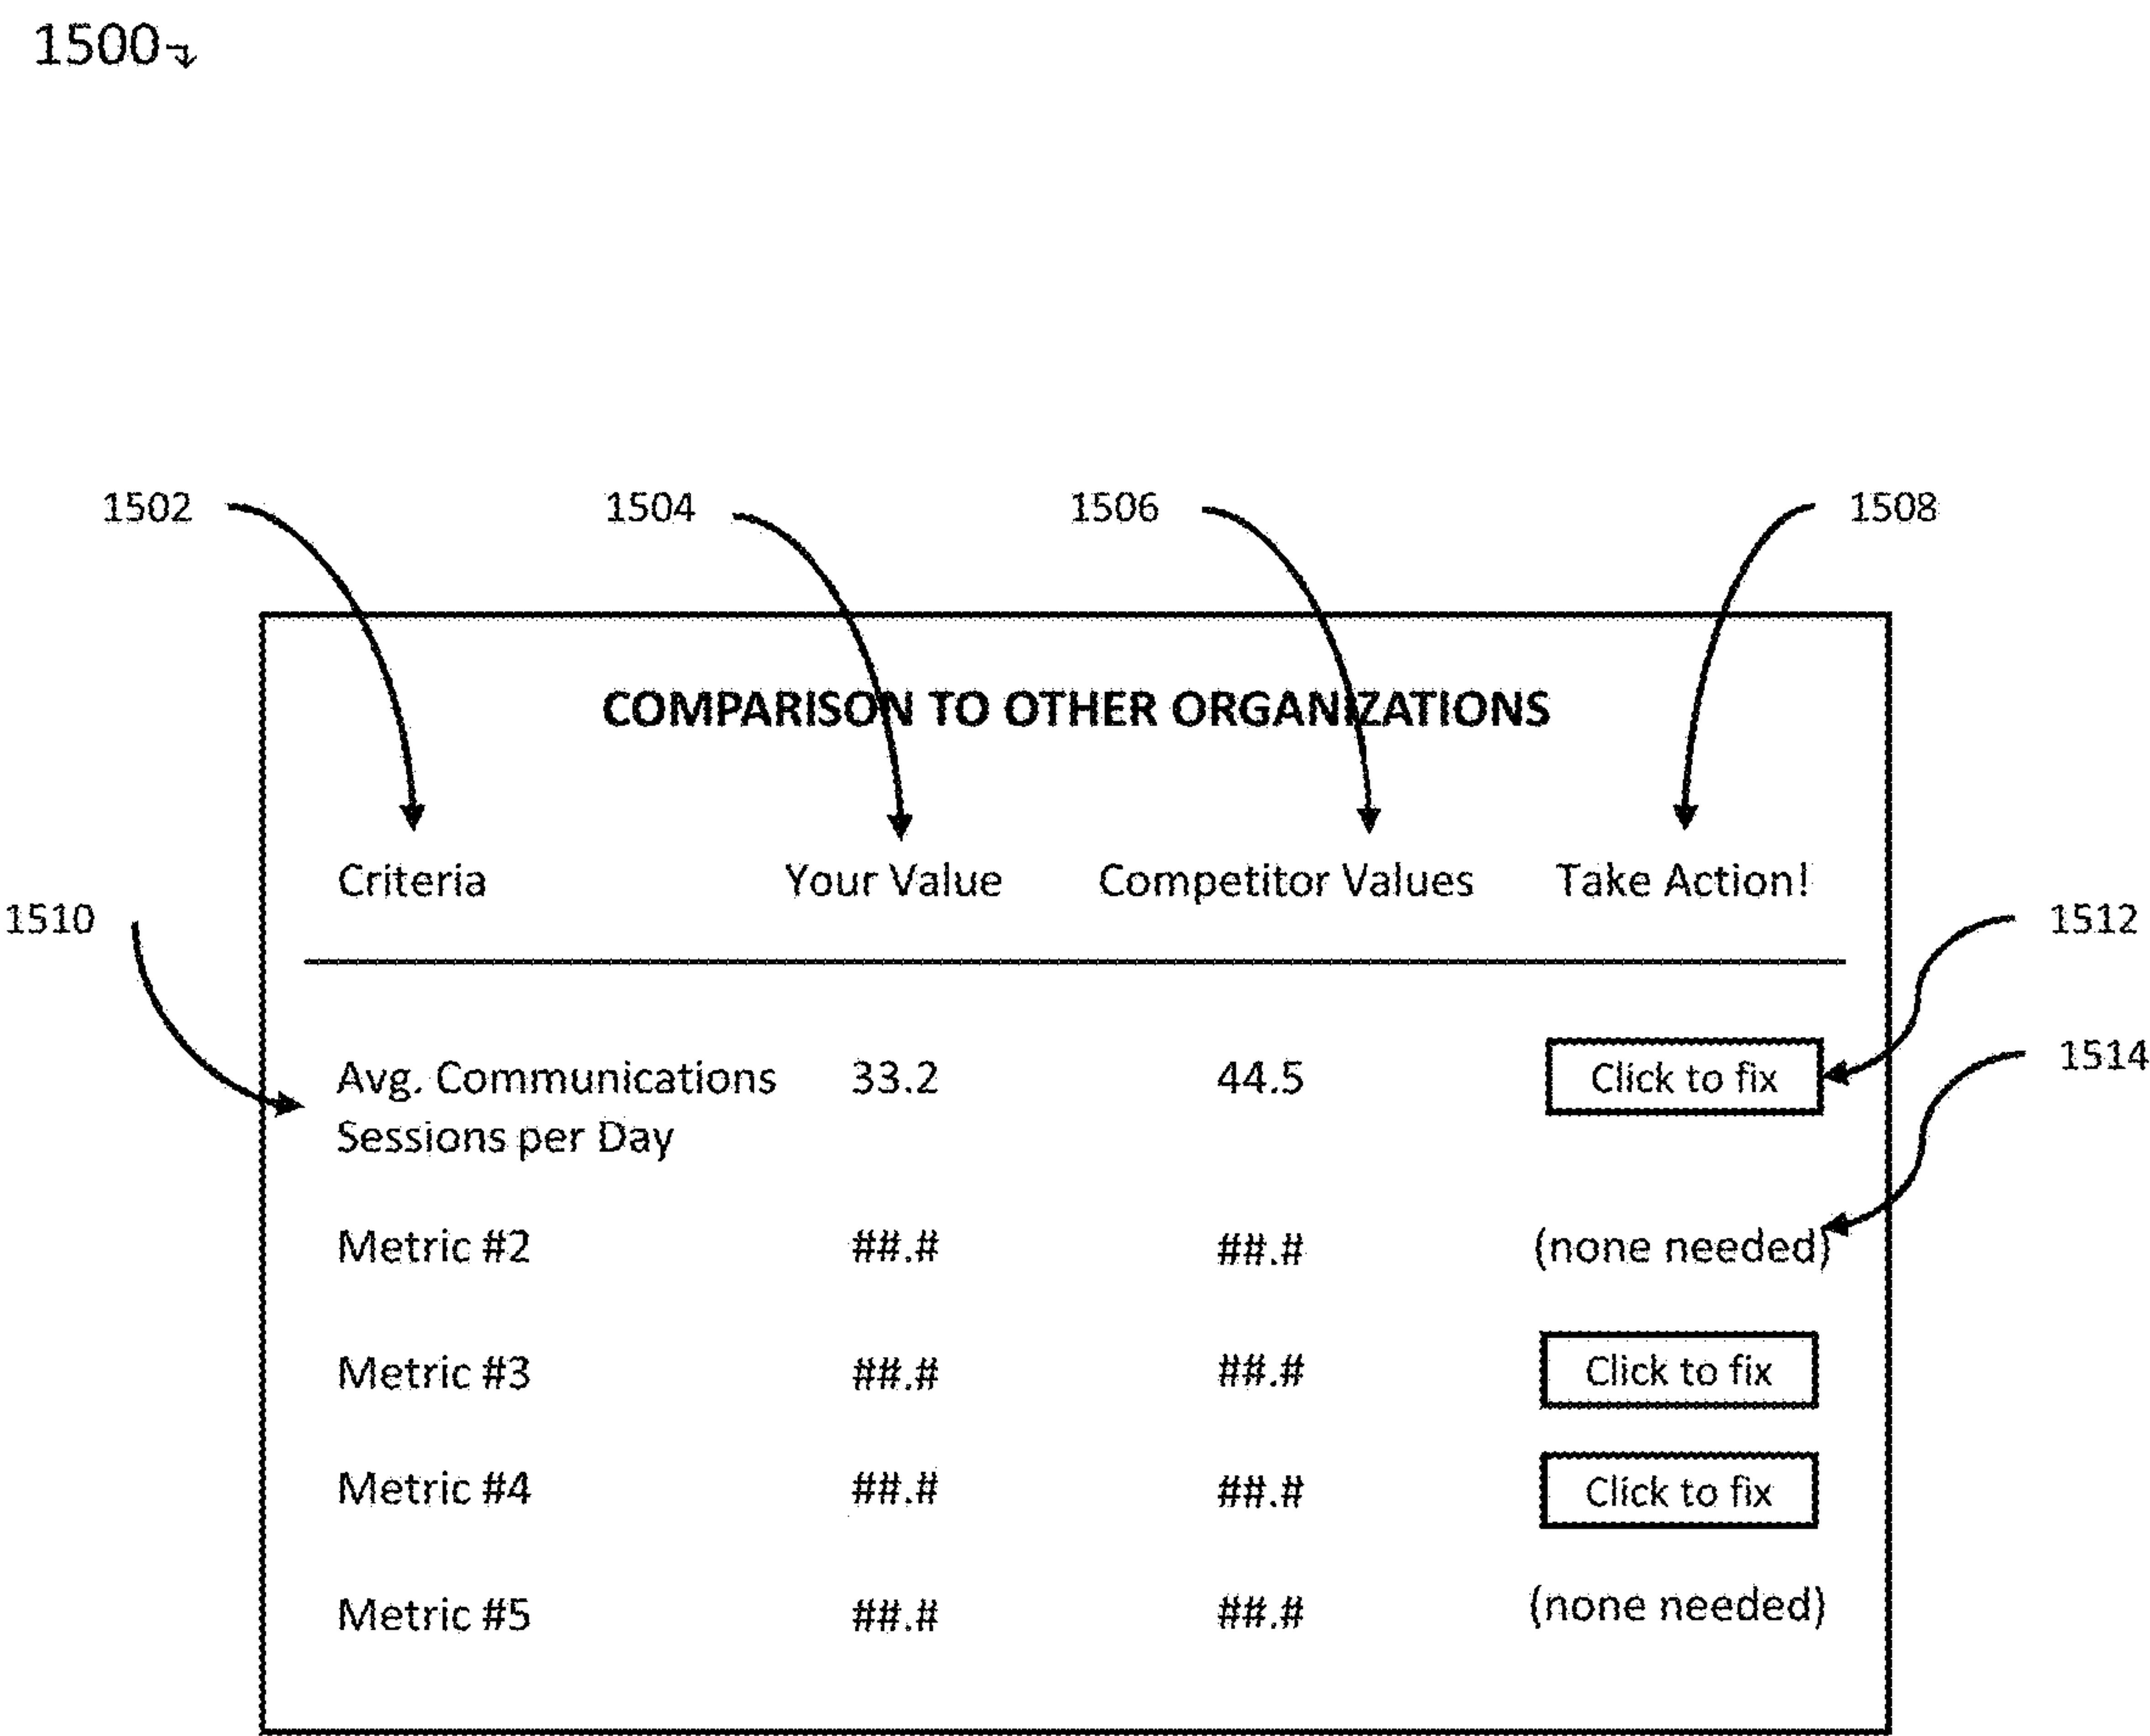 1500
1502 1504 1506 1508
COMPARISON TO OTHER ORGANIZATIONS
Criteria Your Value Competitor Values Take Action!
1510 1512
1514
Avg. Communications 33.2 44.5 Click to fix
Sessions per Day
Metric #2 ##.# ##.# (none needed)
Metric #3 ##.# ##.# Click to fix
Metric #4 ##.# ##.# Click to fix
Metric #5 ##.# ##.# (none needed)